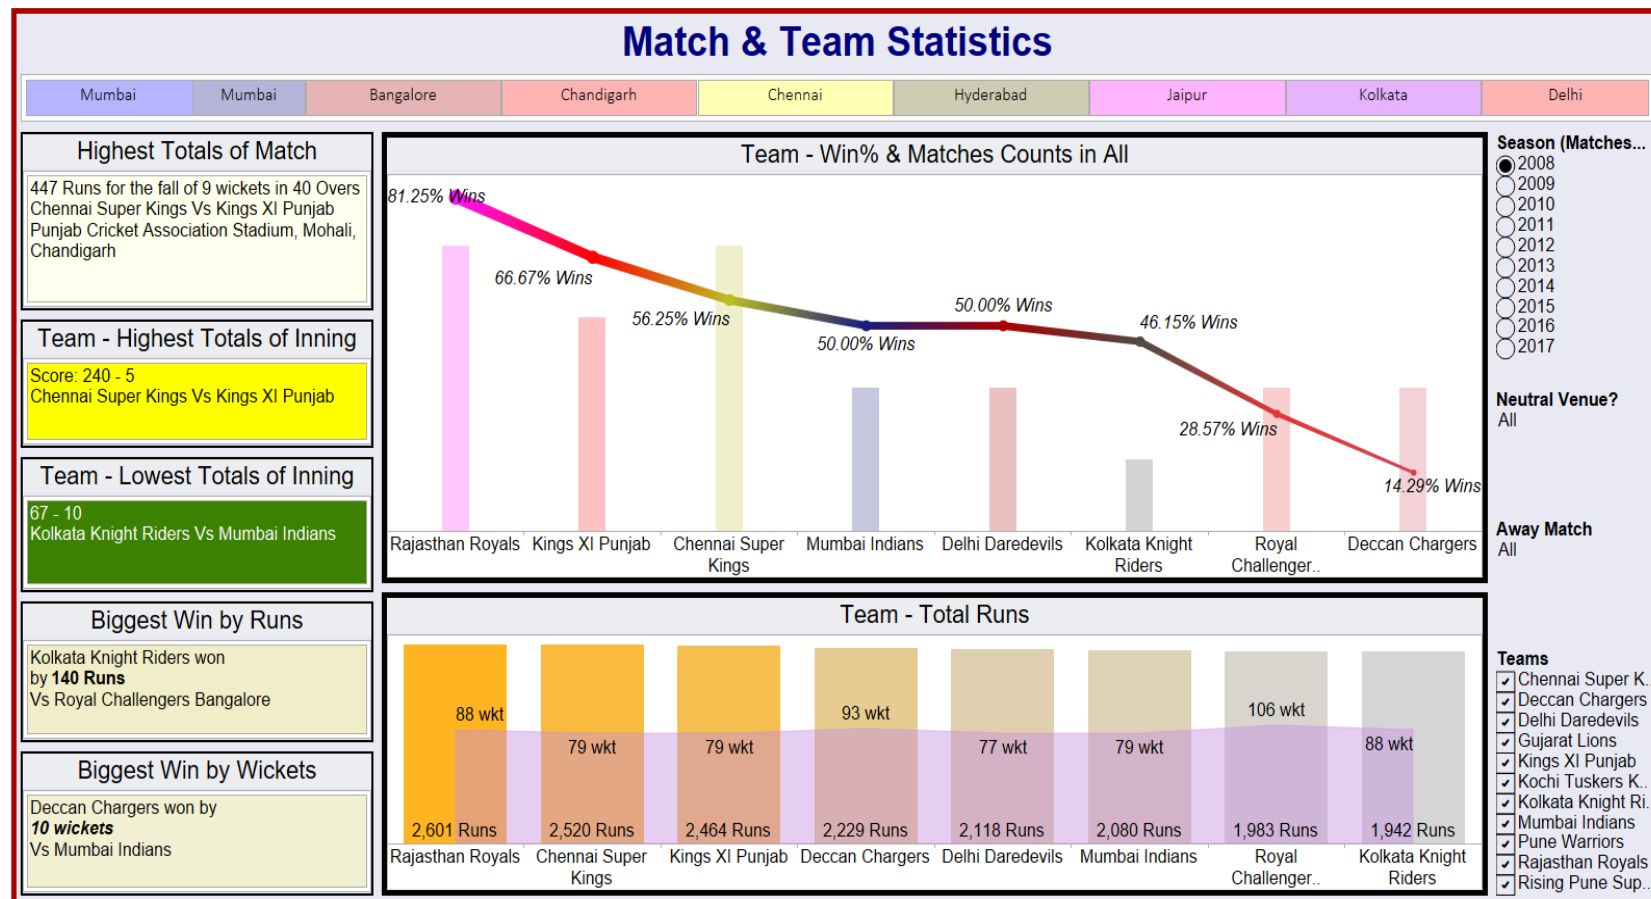 Match & Team Statistics
Mumbai
Mumbai
Bangalore
Chandigarh
Chennai
Hyderabad
Jaipur
Kolkata
Delhi
Highest Totals of Match
447 Runs for the fall of 9 wickets in 40 Overs
Chennai Super Kings Vs Kings XI Punjab
Punjab Cricket Association Stadium, Mohali,
Chandigarh
Team - Highest Totals of Inning
Score: 240 - 5
Chennai Super Kings Vs Kings XI Punjab
Team - Lowest Totals of Inning
67 - 10
Kolkata Knight Riders Vs Mumbai Indians
Biggest Win by Runs
Kolkata Knight Riders won
by 140 Runs
Vs Royal Challengers Bangalore
Biggest Win by Wickets
Deccan Chargers won by
10 wickets
Vs Mumbai Indians
Team - Win% & Matches Counts in All
81.25% Wins
66.67% Wins
56.25% Wins
50.00% Wins
50.00% Wins
46.15% Wins
28.57% Wins
14.29% Wins
Rajasthan Royals
Kings XI Punjab
Chennai Super
Kings
Mumbai Indians
Delhi Daredevils
Kolkata Knight
Riders
Royal
Challenger..
Deccan Chargers
Team - Total Runs
88 wkt
79 wkt
79 wkt
93 wkt
77 wkt
79 wkt
106 wkt
88 wkt
2,601 Runs
2,520 Runs
2,464 Runs
2,229 Runs
2,118 Runs
2,080 Runs
1,983 Runs
1,942 Runs
Rajasthan Royals
Chennai Super
Kings
Kings XI Punjab
Deccan Chargers
Delhi Daredevils
Mumbai Indians
Royal
Challenger..
Kolkata Knight
Riders
Season (Matches...
2008
2009
2010
2011
2012
2013
2014
2015
2016
2017
Neutral Venue?
All
Away Match
All
Teams
Chennai Super K..
Deccan Chargers
Delhi Daredevils
Gujarat Lions
Kings XI Punjab
Kochi Tuskers K..
Kolkata Knight Ri..
Mumbai Indians
Pune Warriors
Rajasthan Royals
Rising Pune Sup..